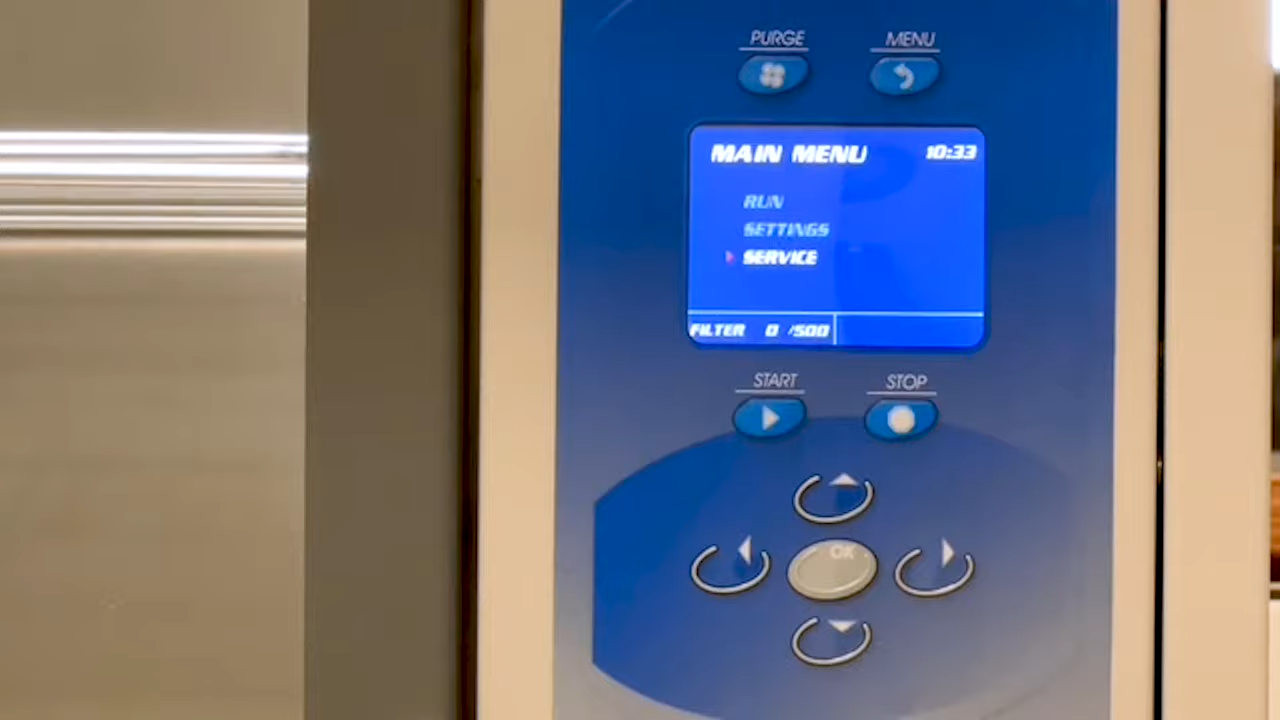 PURGE MENU
MAIN MENU 10:33
RUN
SETTINGS
SERVICE
FILTER 0 /500
START STOP
OK